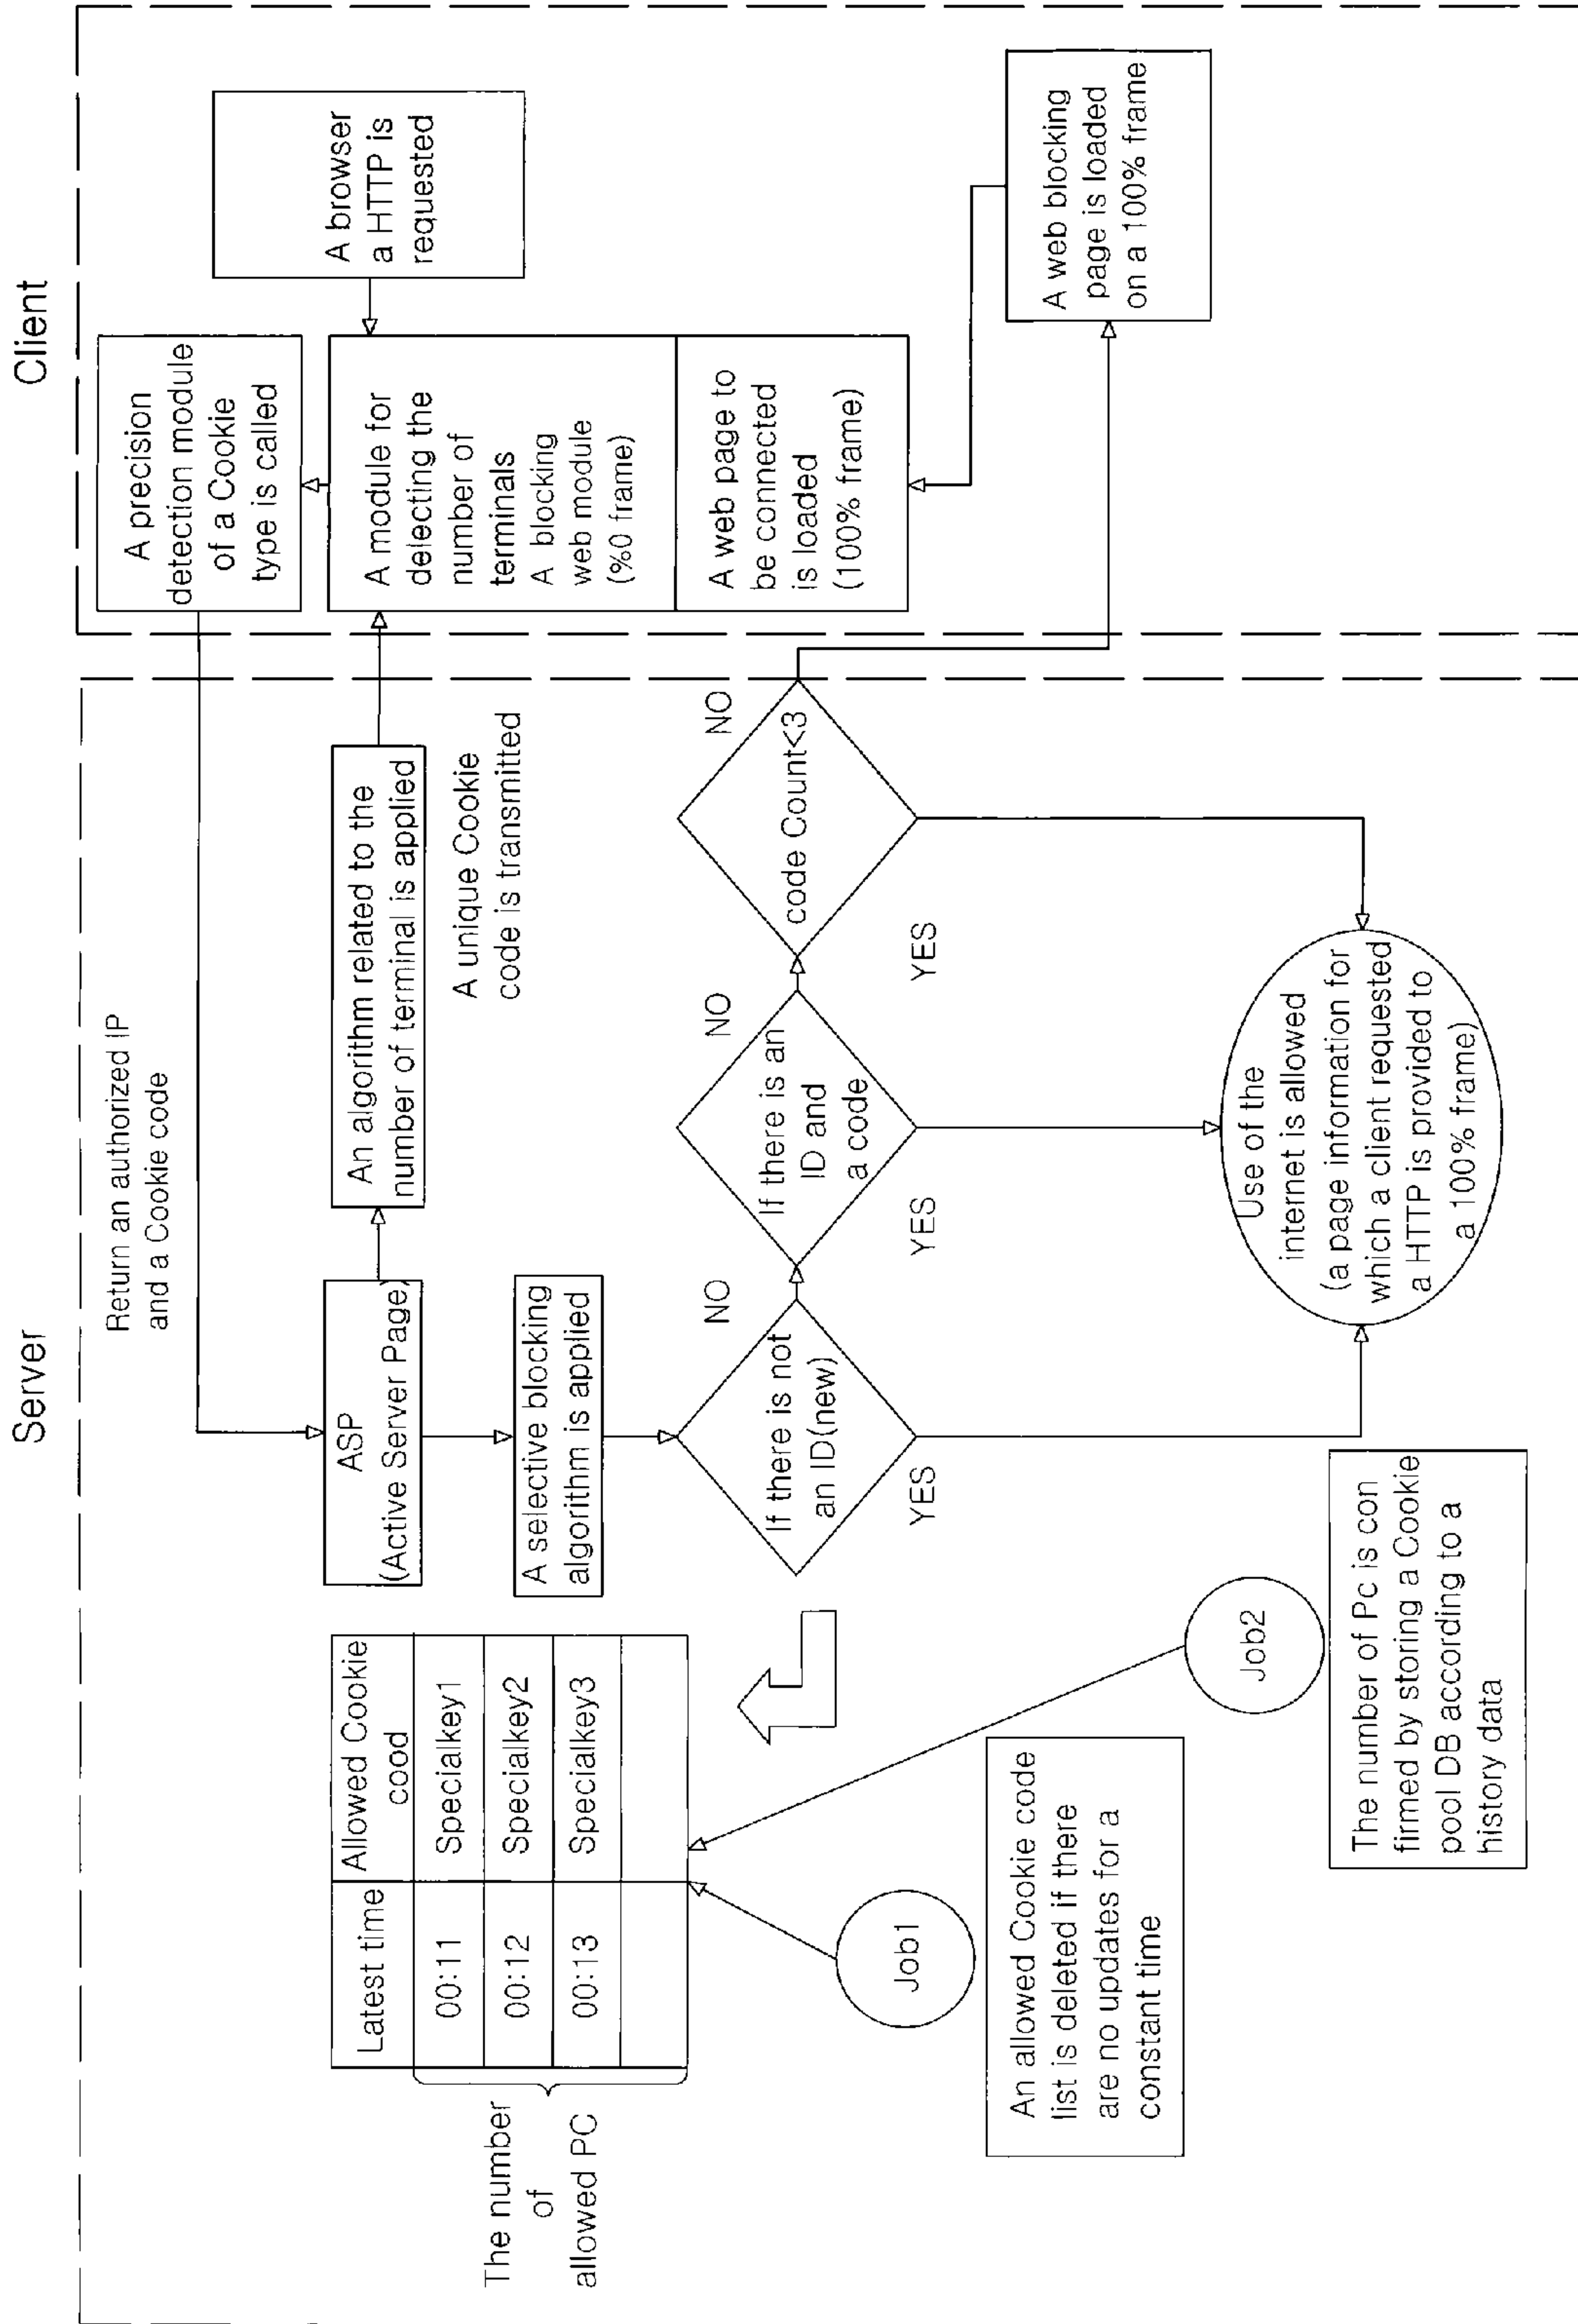 Server
Client
Return an authorized IP
and a Cookie code
The number
of
allowed PC
Latest time
Allowed Cookie
cood
00:11
Specialkey1
00:12
Specialkey2
00:13
Specialkey3
Job1
An allowed Cookie code
list is deleted if there
are no updates for a
constant time
Job2
The number of Pc is con
firmed by storing a Cookie
pool DB according to a
history data
ASP
(Active Server Page)
A selective blocking
algorithm is applied
An algorithm related to the
number of terminal is applied
A unique Cookie
code is transmitted
If there is not
an ID(new)
NO
YES
If there is an
ID and
a code
NO
YES
code Count<3
NO
YES
Use of the
internet is allowed
(a page information for
which a client requested
a HTTP is provided to
a 100% frame)
A precision
detection module
of a Cookie
type is called
A module for
delecting the
number of
terminals
A blocking
web module
(%0 frame)
A web page to
be connected
is loaded
(100% frame)
A browser
a HTTP is
requested
A web blocking
page is loaded
on a 100% frame